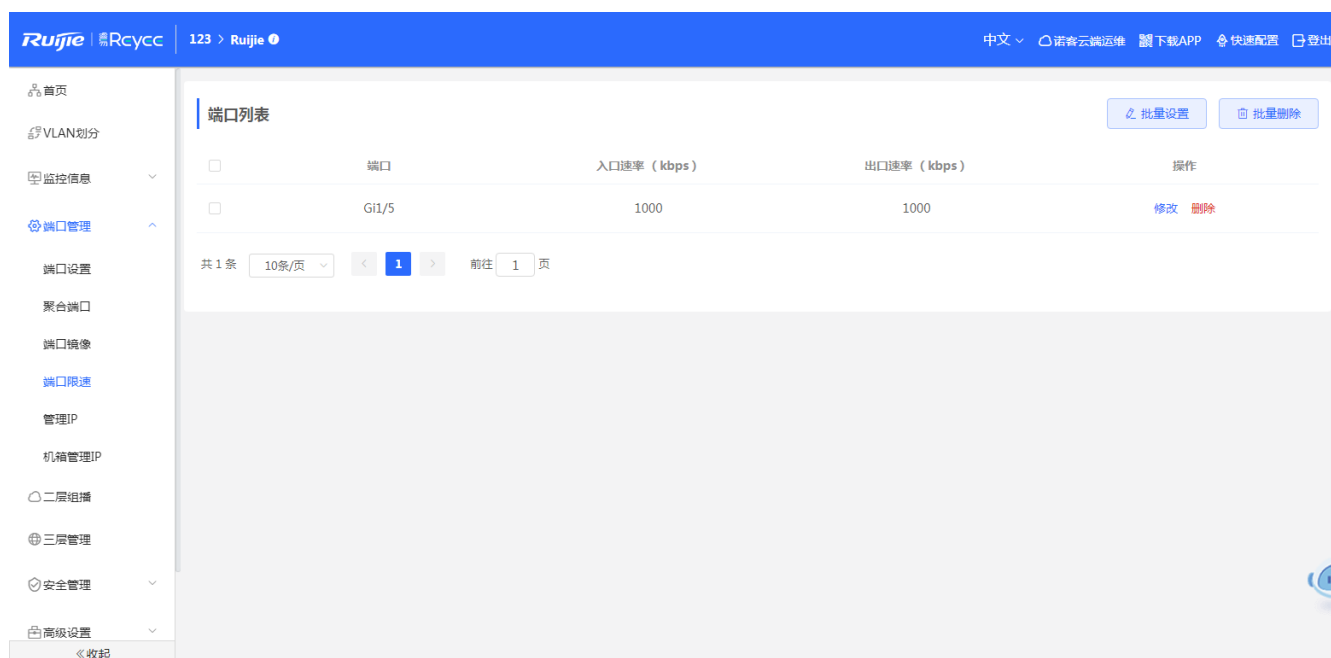 Ruijie Rcycc 123 > Ruijie 中文 诺客云端运维 下载APP 快速配置 登出
首页
VLAN划分
监控信息
端口管理
端口设置
聚合端口
端口镜像
端口限速
管理IP
机箱管理IP
二层组播
三层管理
安全管理
高级设置
《收起
端口列表 批量设置 批量删除
端口 入口速率（kbps） 出口速率（kbps） 操作
Gi1/5 1000 1000 修改 删除
共1条 10条/页 < 1 > 前往 1 页